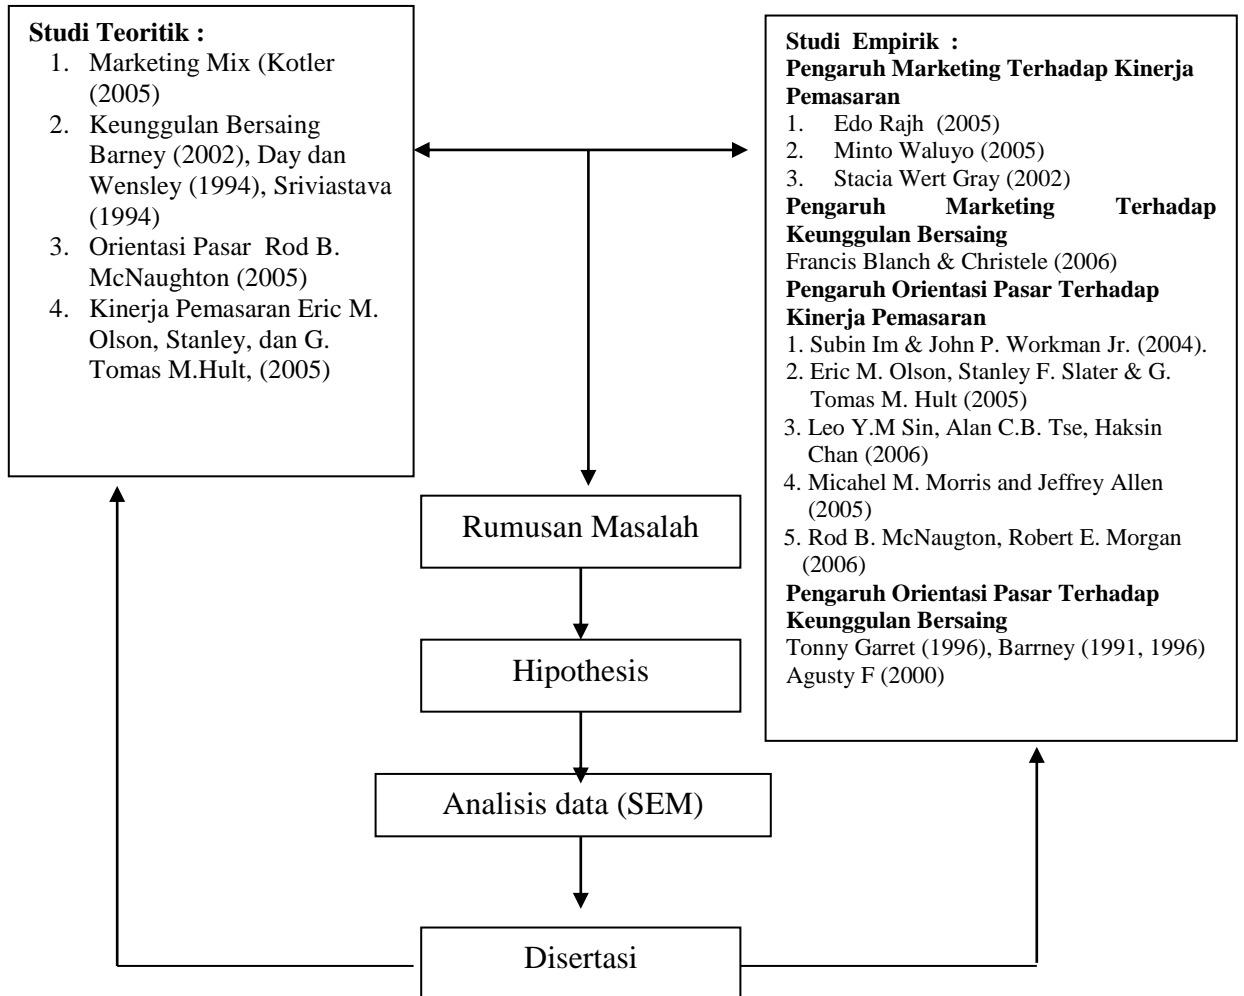 Studi Teoritik :
1. Marketing Mix (Kotler
(2005)
2. Keunggulan Bersaing
Barney (2002), Day dan
Wensley (1994), Sriviastava
(1994)
3. Orientasi Pasar Rod B.
McNaughton (2005)
4. Kinerja Pemasaran Eric M.
Olson, Stanley, dan G.
Tomas M.Hult, (2005)
Studi Empirik :
Pengaruh Marketing Terhadap Kinerja
Pemasaran
1. Edo Rajh (2005)
2. Minto Waluyo (2005)
3. Stacia Wert Gray (2002)
Pengaruh Marketing Terhadap
Keunggulan Bersaing
Francis Blanch & Christele (2006)
Pengaruh Orientasi Pasar Terhadap
Kinerja Pemasaran
1. Subin Im & John P. Workman Jr. (2004).
2. Eric M. Olson, Stanley F. Slater & G.
Tomas M. Hult (2005)
3. Leo Y.M Sin, Alan C.B. Tse, Haksin
Chan (2006)
4. Micahel M. Morris and Jeffrey Allen
(2005)
5. Rod B. McNaugton, Robert E. Morgan
(2006)
Pengaruh Orientasi Pasar Terhadap
Keunggulan Bersaing
Tonny Garret (1996), Barrney (1991, 1996)
Agusty F (2000)
Rumusan Masalah
Hipothesis
Analisis data (SEM)
Disertasi